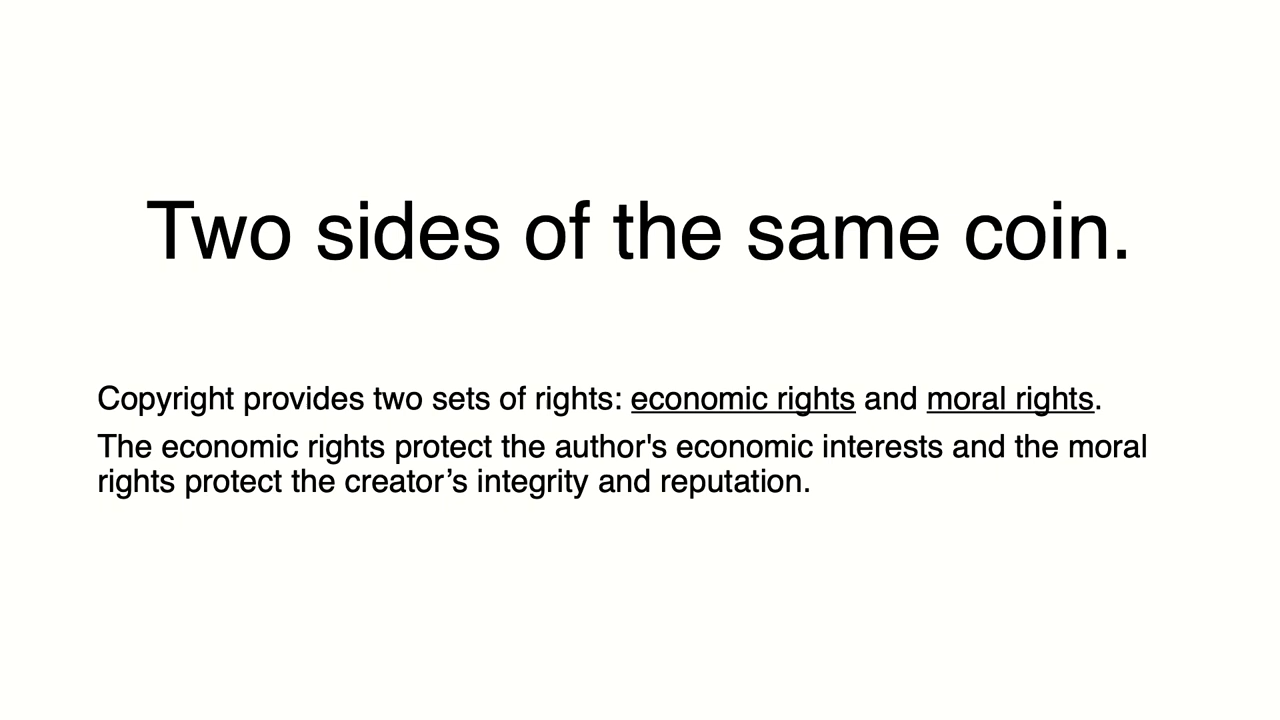 Two sides of the same coin.
Copyright provides two sets of rights: economic rights and moral rights.
The economic rights protect the author's economic interests and the moral
rights protect the creator’s integrity and reputation.